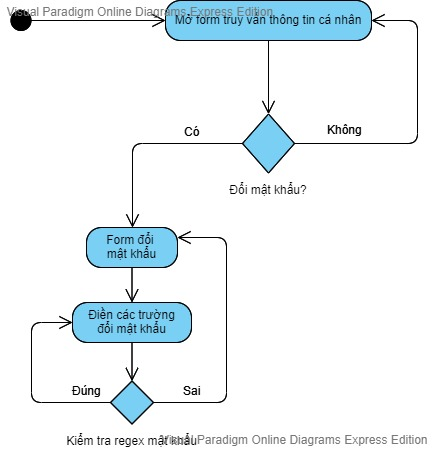 Visual Paradigm Online Diagrams Express Edition
Mở form truy vấn thông tin cá nhân
Có
Không
Đổi mật khẩu?
Form đổi
mật khẩu
Điền các trường
đổi mật khẩu
Đúng
Sai
Kiểm tra regex mật khẩu
Visual Paradigm Online Diagrams Express Edition